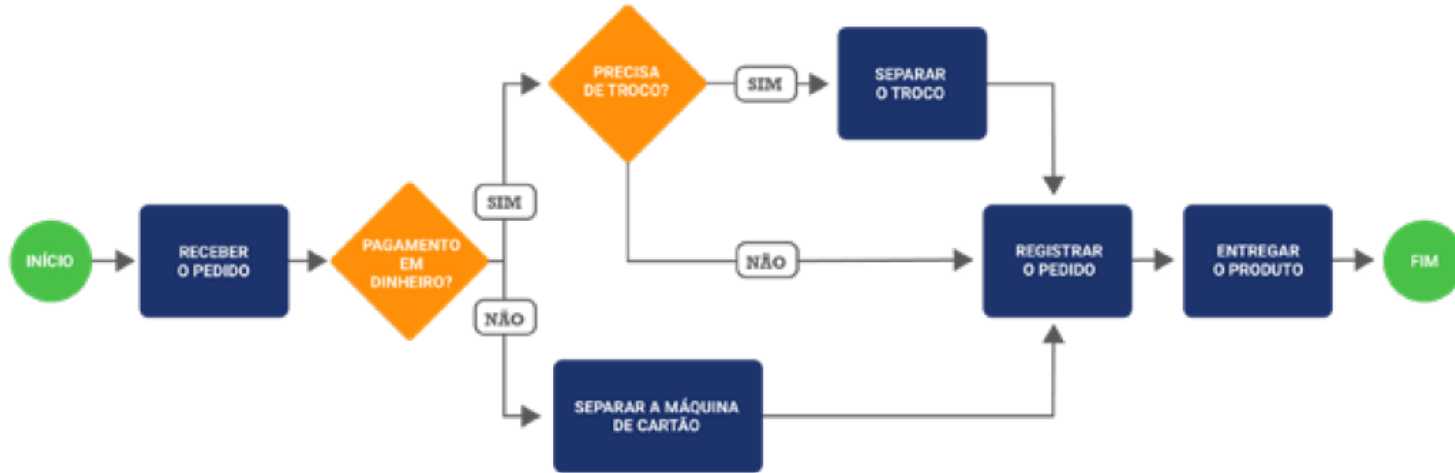 INÍCIO
RECEBER
O PEDIDO
PAGAMENTO
EM
DINHEIRO?
SIM
PRECISA
DE TROCO?
SIM
SEPARAR
O TROCO
NÃO
NÃO
SEPARAR A MÁQUINA
DE CARTÃO
REGISTRAR
O PEDIDO
ENTREGAR
O PRODUTO
FIM